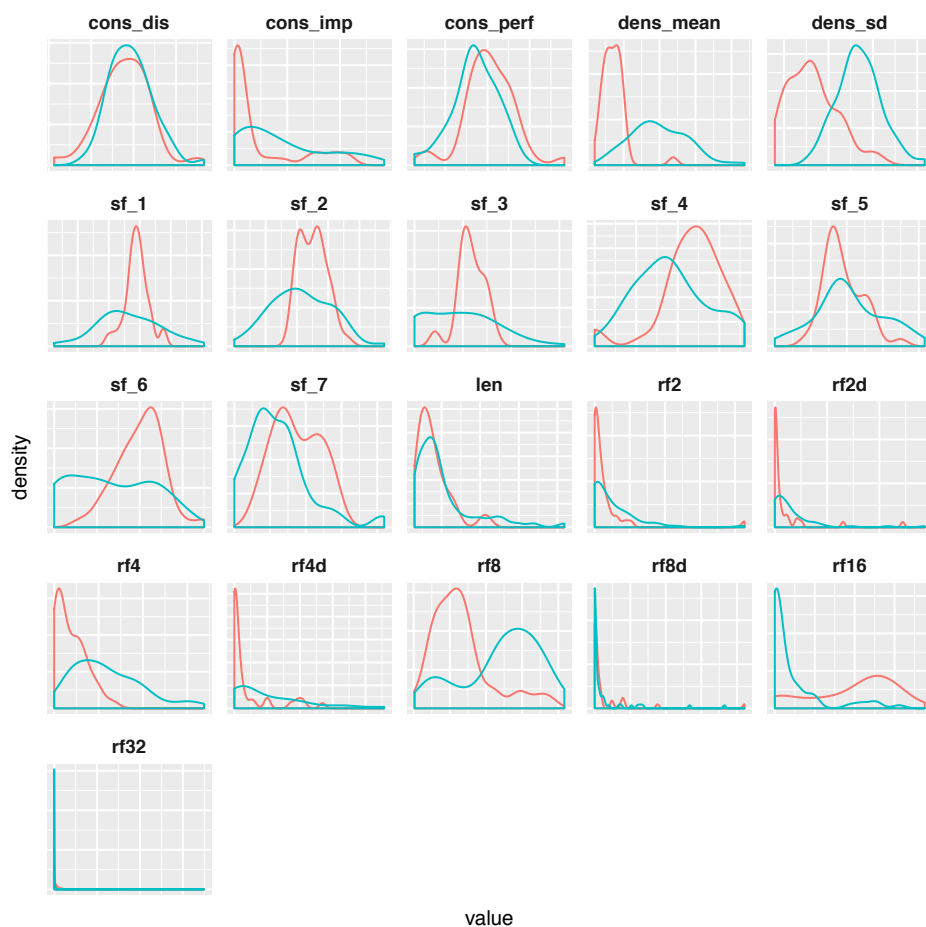 cons_dis cons_imp cons_perf dens_mean dens_sd
sf_1 sf_2 sf_3 sf_4 sf_5
sf_6 sf_7 len rf2 rf2d
density
rf4 rf4d rf8 rf8d rf16
rf32
value